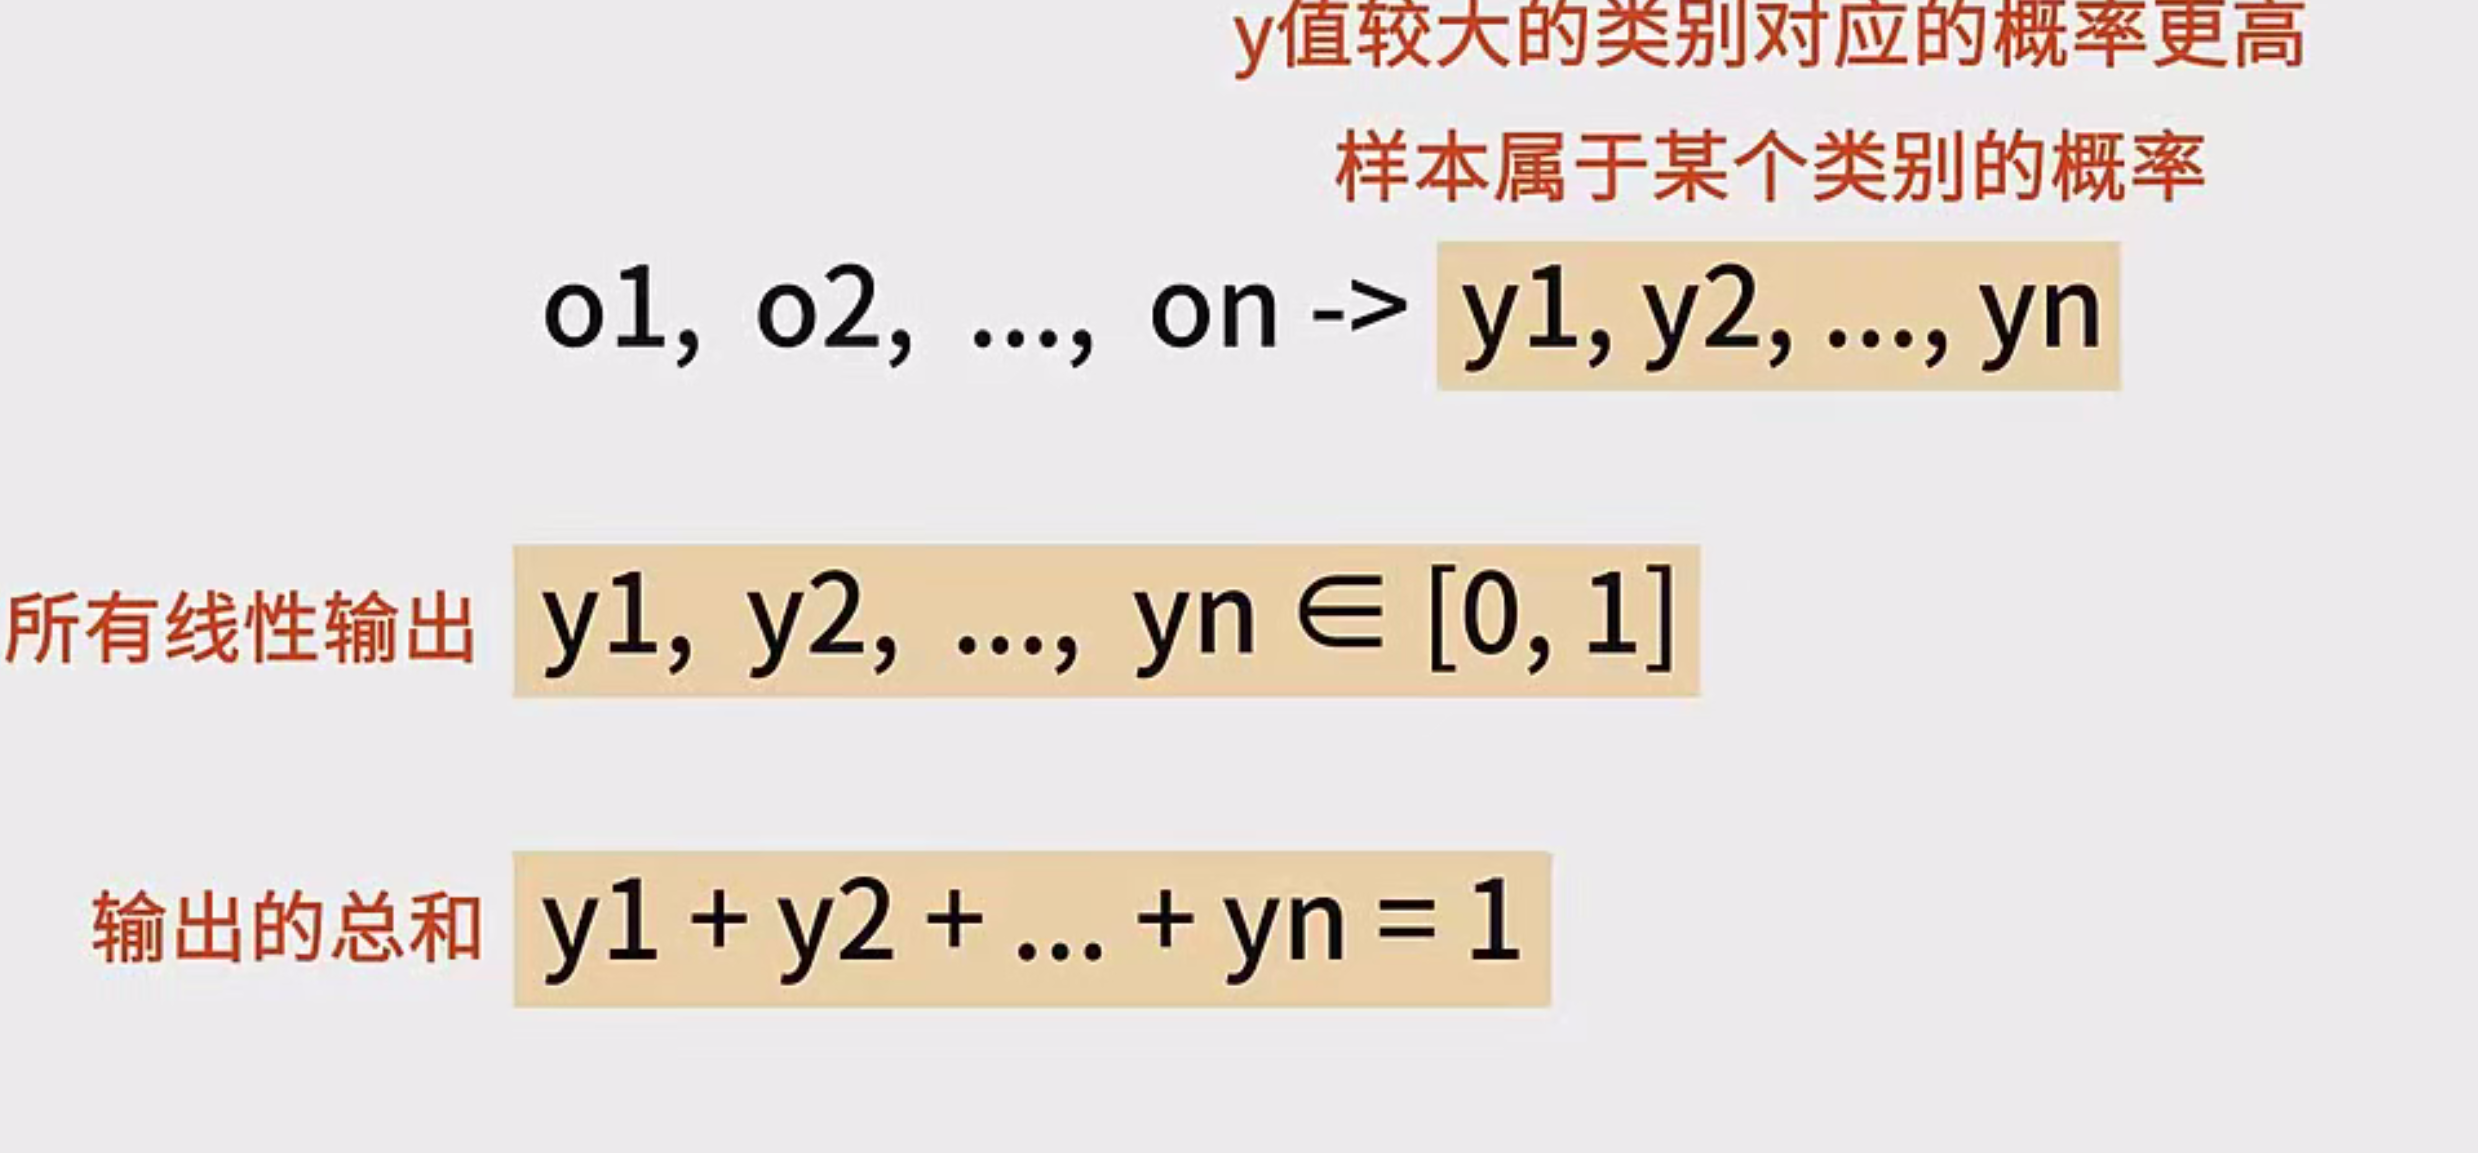 y值较大的类别对应的概率更高
样本属于某个类别的概率
o1, o2, ..., on -> y1, y2, ..., yn
所有线性输出 y1, y2, ..., yn ∈ [0, 1]
输出的总和 y1 + y2 + ... + yn = 1